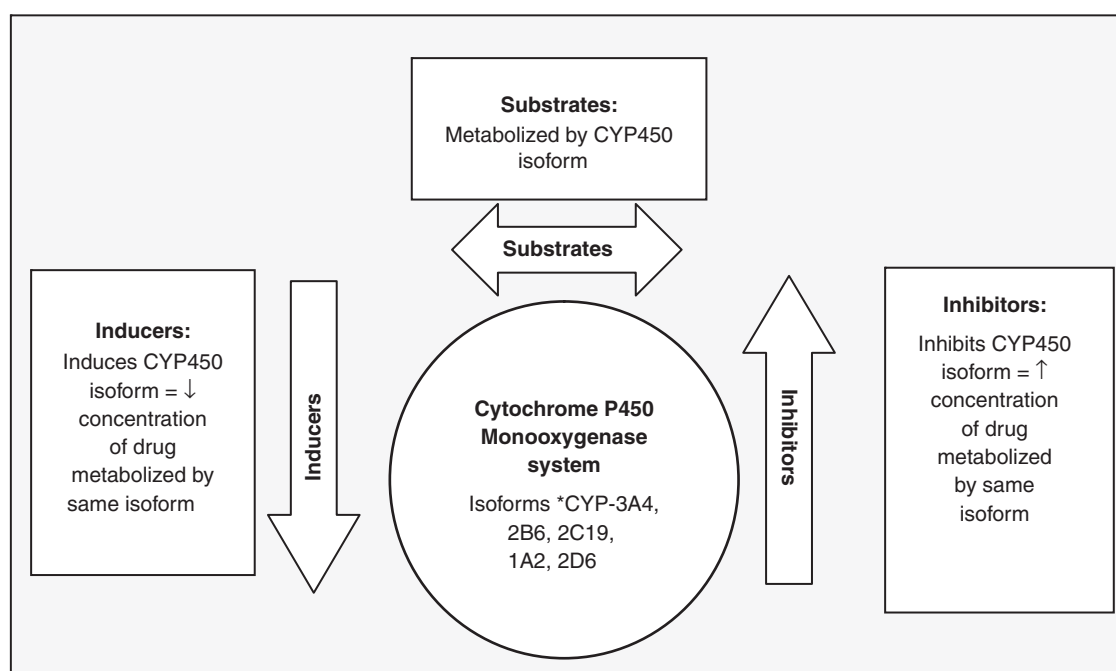 Substrates:
Metabolized by CYP450
isoform
Substrates
Inducers:
Induces CYP450
isoform = ↓
concentration
of drug
metabolized by
same isoform
Inducers
Cytochrome P450
Monooxygenase
system
Isoforms *CYP-3A4,
2B6, 2C19,
1A2, 2D6
Inhibitors
Inhibitors:
Inhibits CYP450
isoform = ↑
concentration
of drug
metabolized
by same
isoform